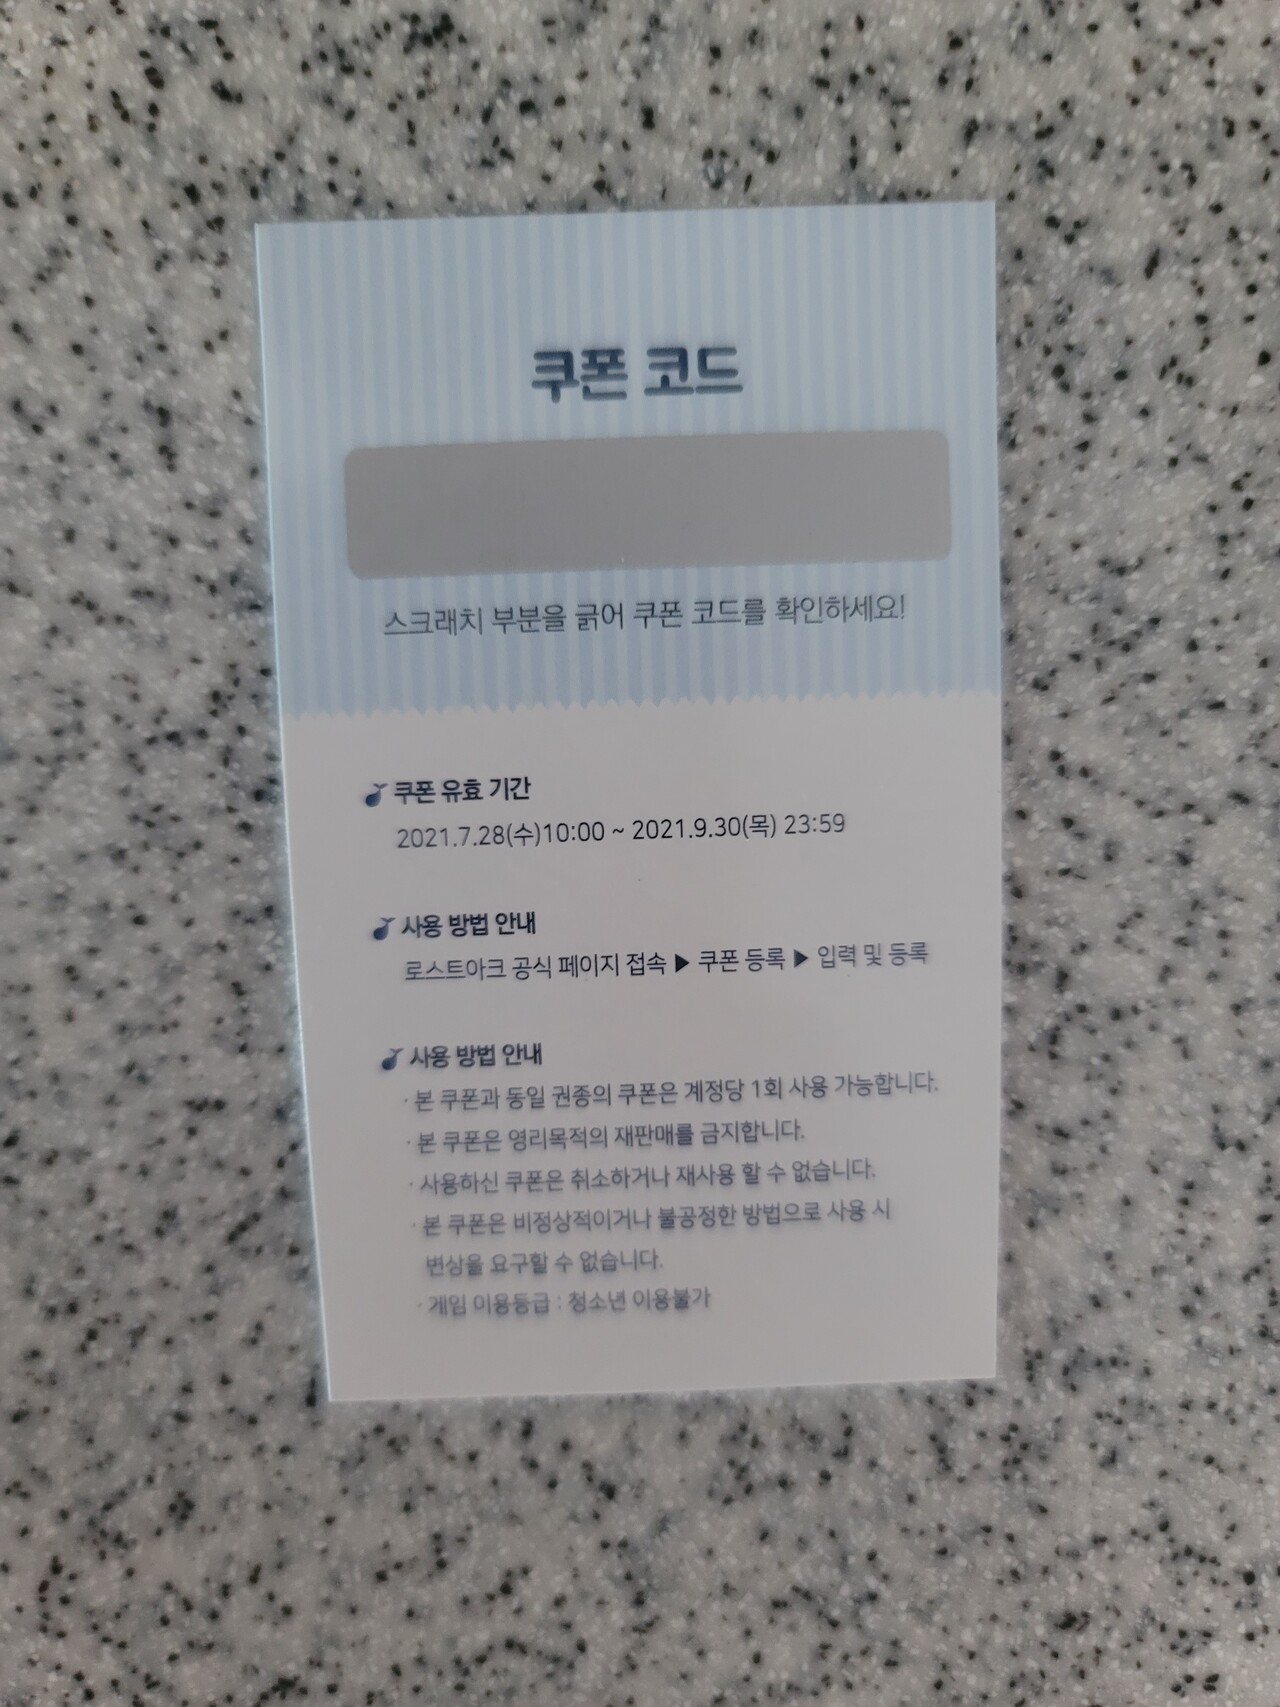 쿠폰 코드
스크래치 부분을 긁어 쿠폰 코드를 확인하세요!
쿠폰 유효 기간
2021.7.28(수)10:00 ~ 2021.9.30(목) 23:59
사용 방법 안내
로스트아크 공식 페이지 접속 ▶ 쿠폰 등록 ▶ 입력 및 등록
사용 방법 안내
· 본 쿠폰과 동일 권종의 쿠폰은 계정당 1회 사용 가능합니다.
· 본 쿠폰은 영리목적의 재판매를 금지합니다.
· 사용하신 쿠폰은 취소하거나 재사용 할 수 없습니다.
· 본 쿠폰은 비정상적이거나 불공정한 방법으로 사용 시
변상을 요구할 수 없습니다.
· 게임 이용등급 : 청소년 이용불가